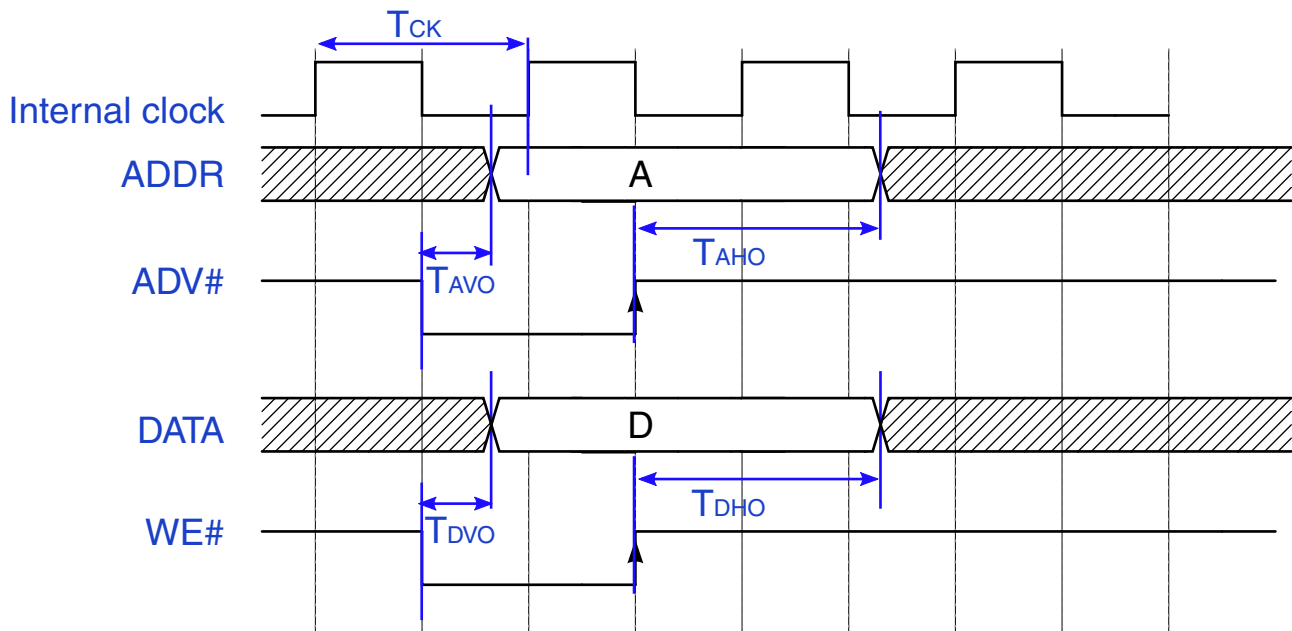 TCK
Internal clock
ADDR
A
TAHO
ADV#
TAVO
DATA
D
TDHO
WE#
TDVO